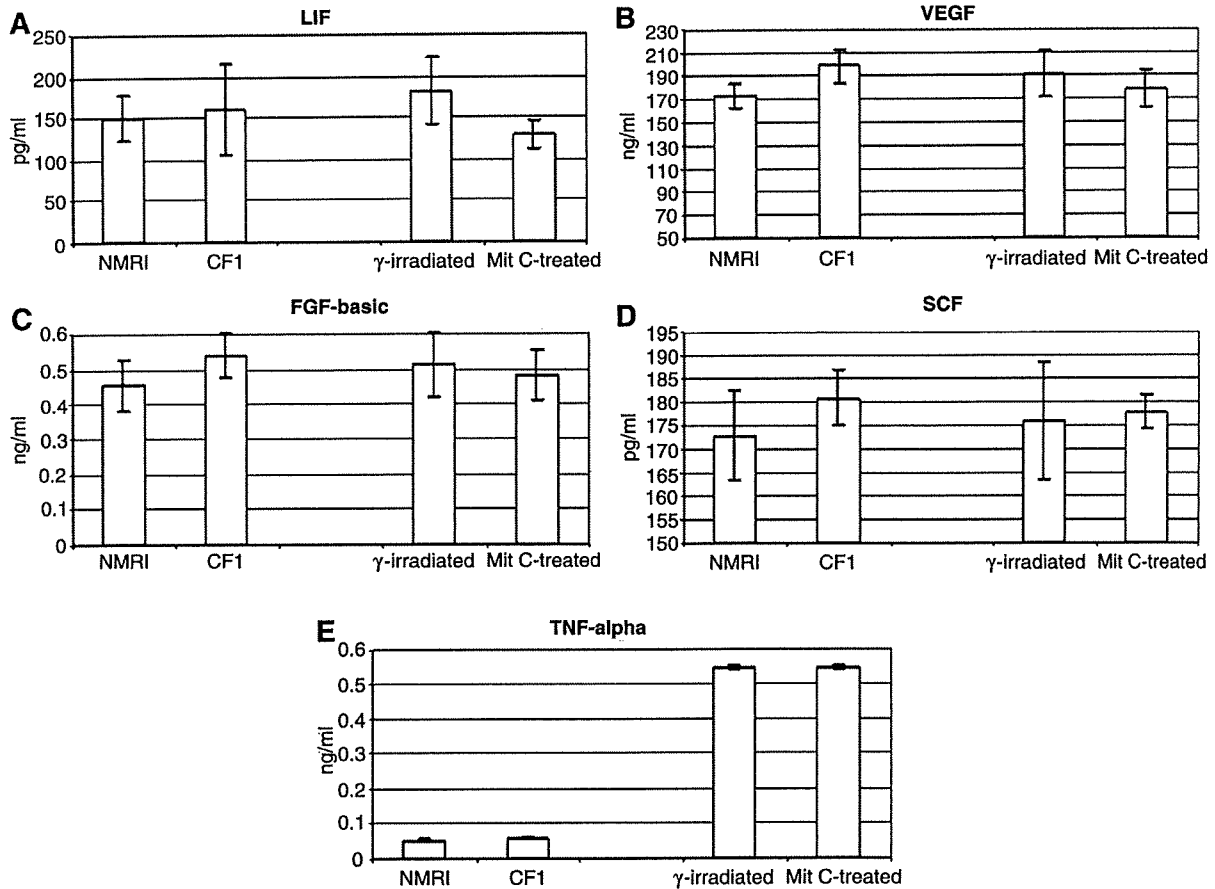 A
LIF
250
200
150
100
50
0
pg/ml
NMRI
CF1
γ-irradiated
Mit C-treated
B
VEGF
230
210
190
170
150
130
110
90
70
50
ng/ml
NMRI
CF1
γ-irradiated
Mit C-treated
C
FGF-basic
0.6
0.5
0.4
0.3
0.2
0.1
0
ng/ml
NMRI
CF1
γ-irradiated
Mit C-treated
D
SCF
195
190
185
180
175
170
165
160
155
150
pg/ml
NMRI
CF1
γ-irradiated
Mit C-treated
E
TNF-alpha
0.6
0.5
0.4
0.3
0.2
0.1
0
ng/ml
NMRI
CF1
γ-irradiated
Mit C-treated